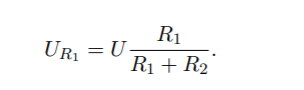 $U_{R_1} = U \frac{R_1}{R_1 + R_2}.$